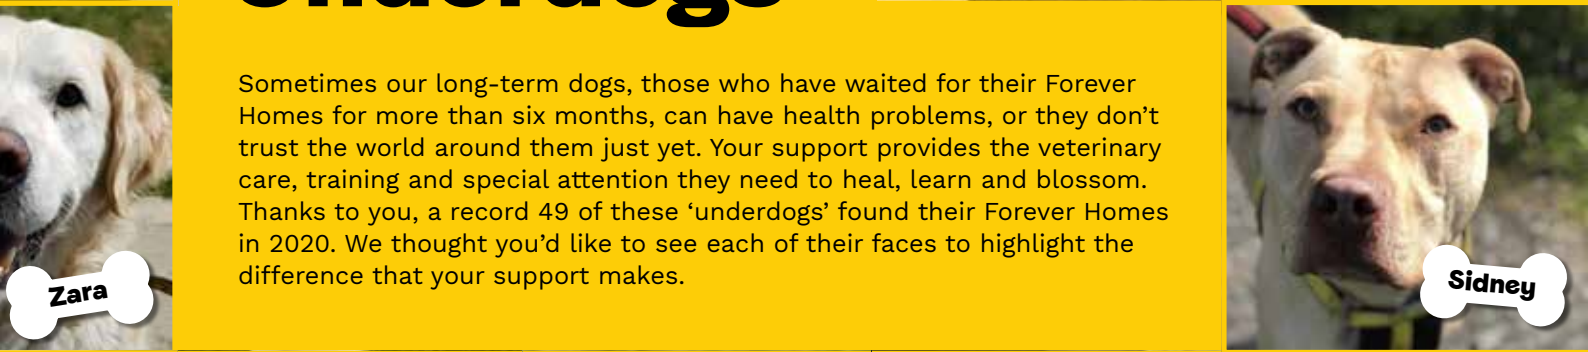 Underdogs
Sometimes our long-term dogs, those who have waited for their Forever
Homes for more than six months, can have health problems, or they don’t
trust the world around them just yet. Your support provides the veterinary
care, training and special attention they need to heal, learn and blossom.
Thanks to you, a record 49 of these ‘underdogs’ found their Forever Homes
in 2020. We thought you’d like to see each of their faces to highlight the
difference that your support makes.
Zara
Sidney